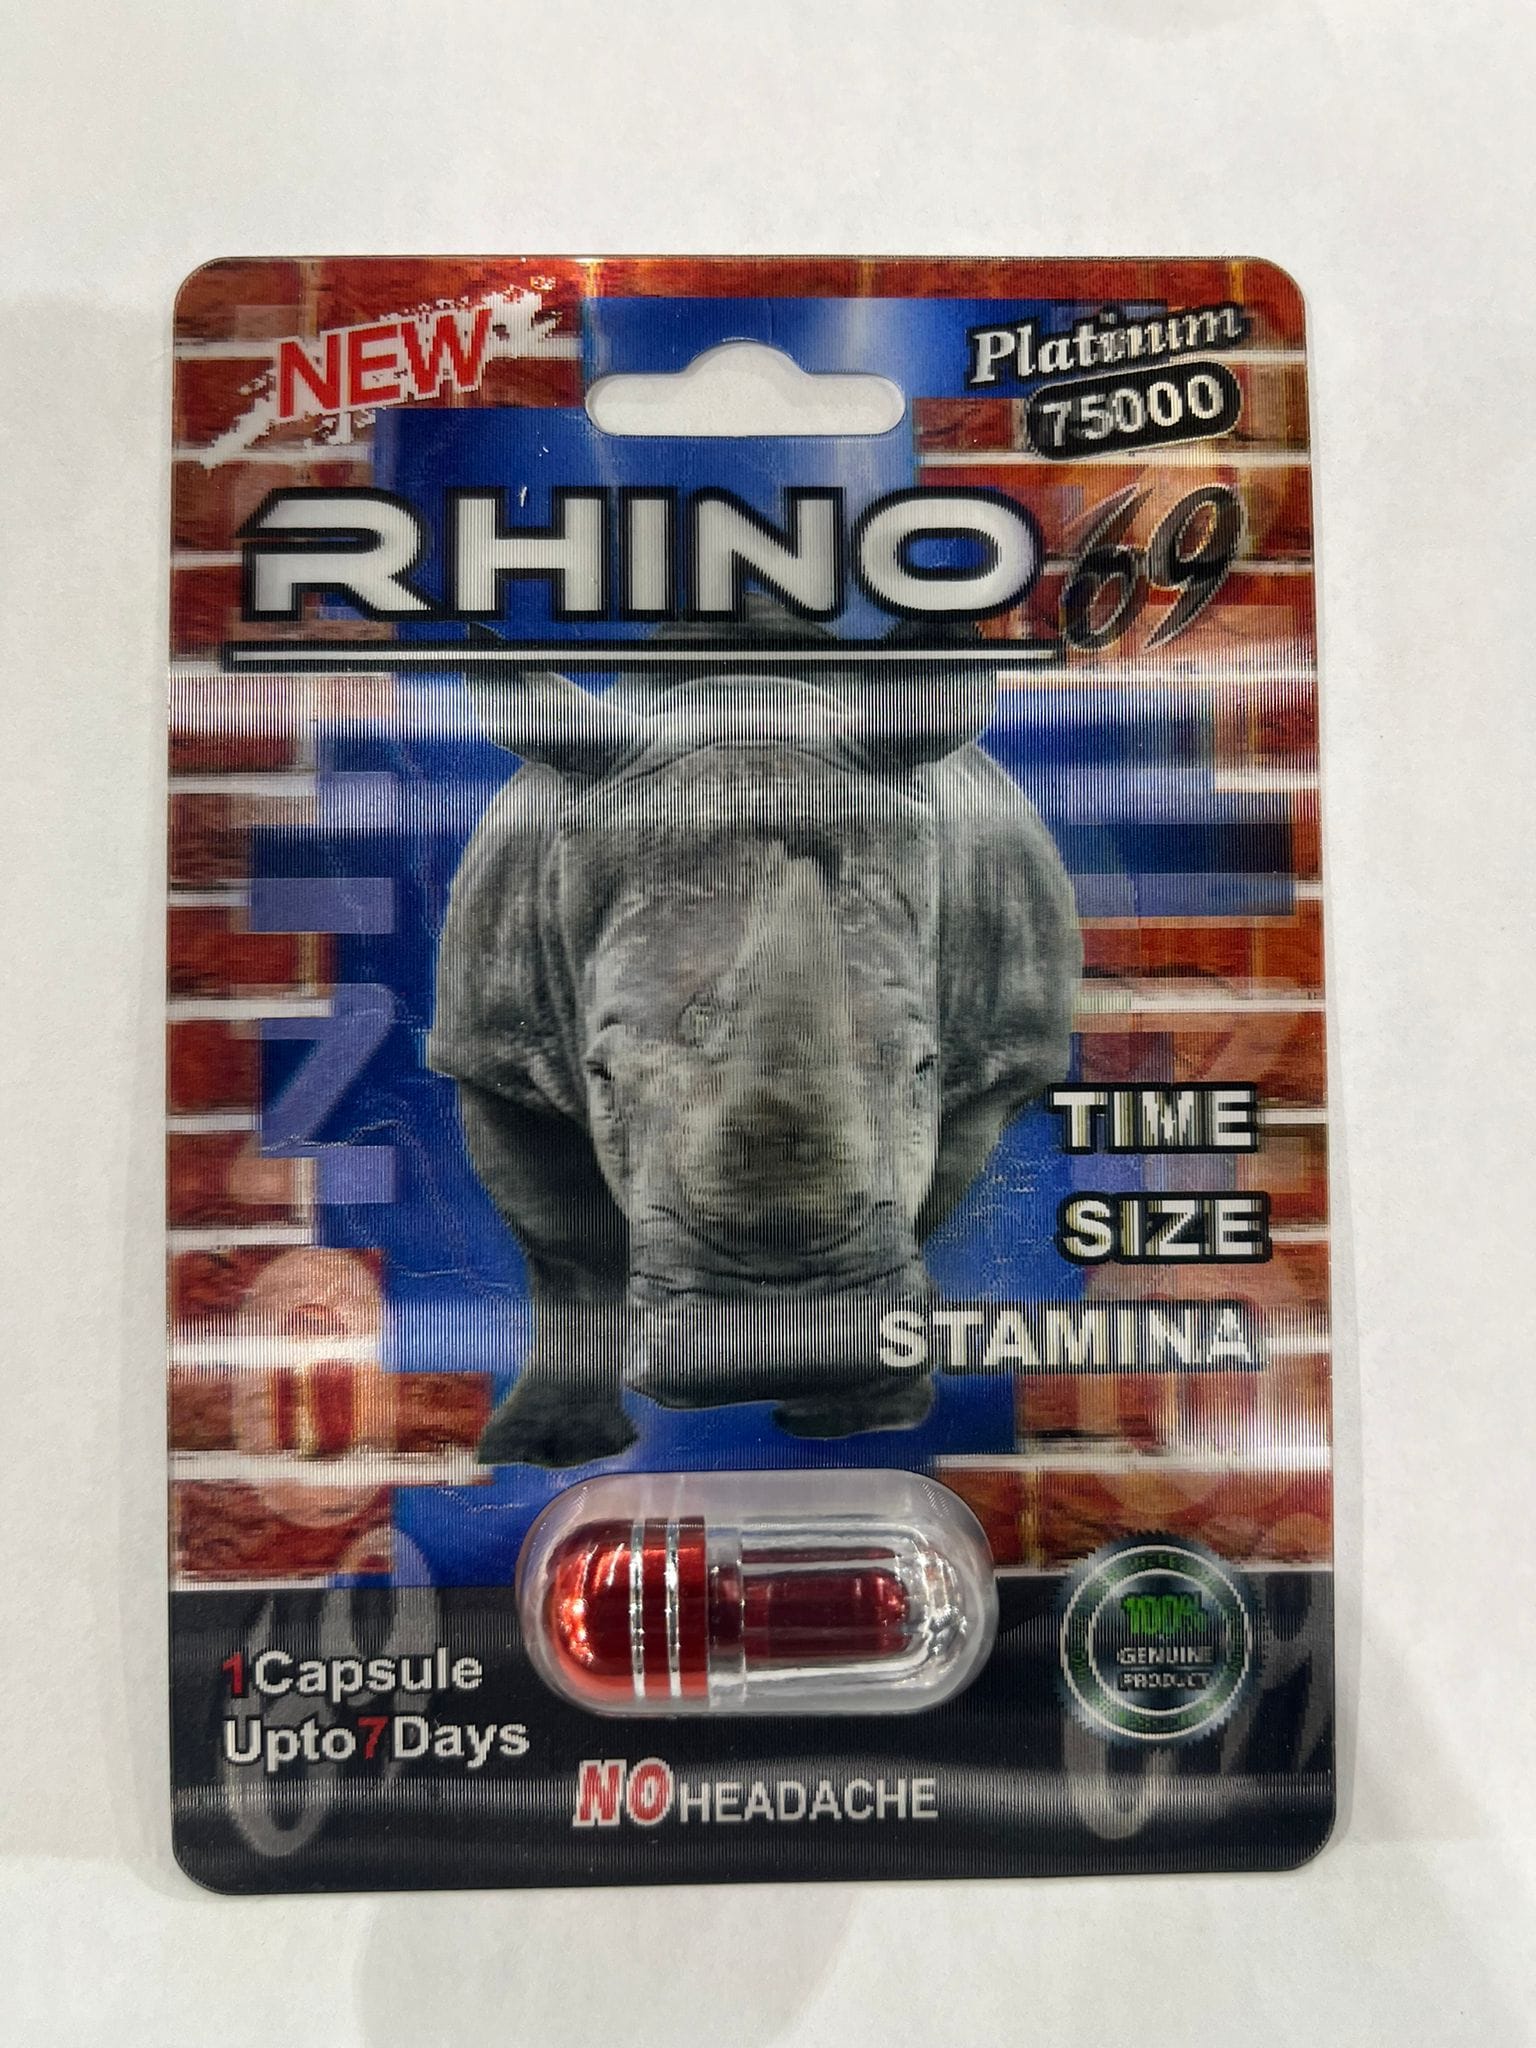 NEW
Platinum
75000
RHINO 69
TIME
SIZE
STAMINA
100%
GENUINE
PRODUCT
1Capsule
Upto7Days
NO HEADACHE